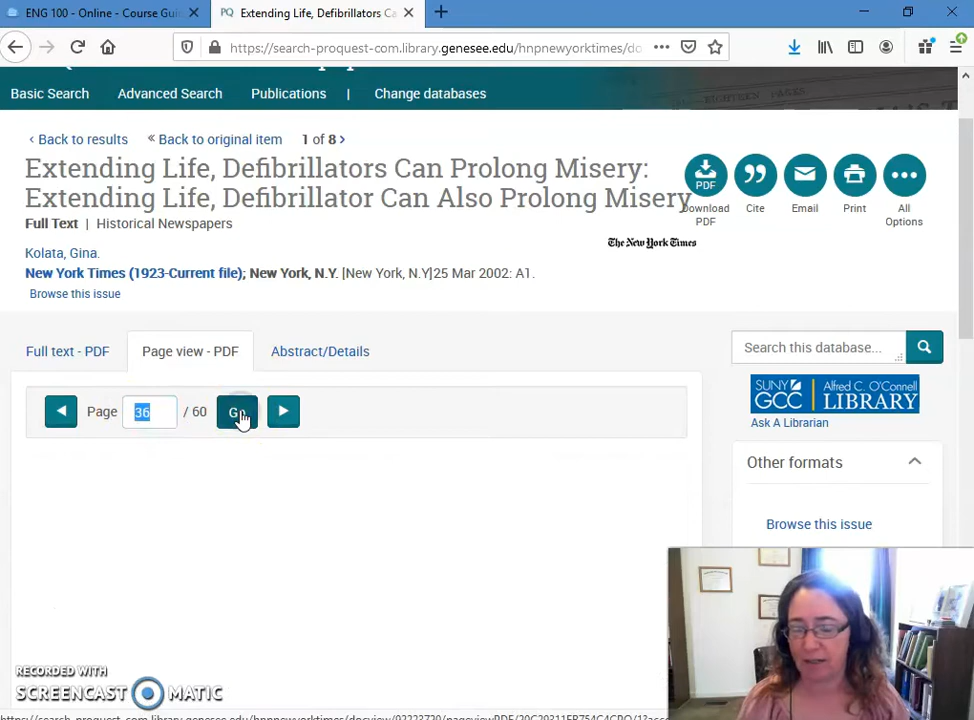 ENG 100 - Online - Course Gui
PQ Extending Life, Defibrillators Ca
https://search-proquest-com.library.genesee.edu/hnpnewyorktimes/do
Basic Search Advanced Search Publications | Change databases
‹ Back to results « Back to original item 1 of 8 ›
Extending Life, Defibrillators Can Prolong Misery:
Extending Life, Defibrillator Can Also Prolong Misery
PDF
Download PDF
Cite
Email
Print
All Options
Full Text | Historical Newspapers
The New York Times
Kolata, Gina.
New York Times (1923-Current file); New York, N.Y. [New York, N.Y]25 Mar 2002: A1.
Browse this issue
Full text - PDF Page view - PDF Abstract/Details
Search this database...
Page 36 / 60 Go
SUNY GCC Alfred C. O'Connell LIBRARY
Ask A Librarian
Other formats
Browse this issue
RECORDED WITH
SCREENCAST MATIC